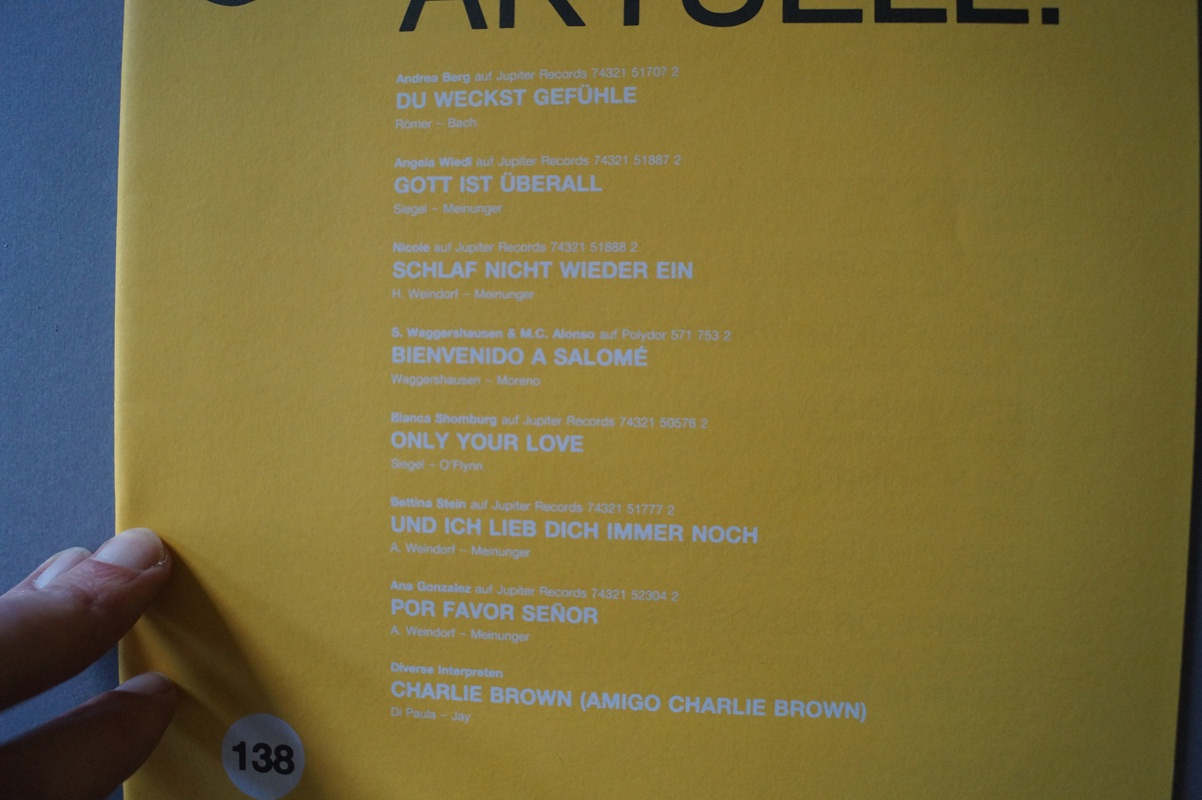 AKTUELL!
Andrea Berg auf Jupiter Records 74321 51707 2
DU WECKST GEFÜHLE
Römer – Bach
Angela Wiedl auf Jupiter Records 74321 51887 2
GOTT IST ÜBERALL
Siegel – Meinunger
Nicole auf Jupiter Records 74321 51888 2
SCHLAF NICHT WIEDER EIN
H. Weindorf – Meinunger
S. Waggershausen & M.C. Alonso auf Polydor 571 753 2
BIENVENIDO A SALOMÉ
Waggershausen – Moreno
Bianca Shomburg auf Jupiter Records 74321 50576 2
ONLY YOUR LOVE
Siegel – O'Flynn
Bettina Stein auf Jupiter Records 74321 51777 2
UND ICH LIEB DICH IMMER NOCH
A. Weindorf – Meinunger
Ana Gonzalez auf Jupiter Records 74321 52304 2
POR FAVOR SEÑOR
A. Weindorf – Meinunger
Diverse Interpreten
CHARLIE BROWN (AMIGO CHARLIE BROWN)
Di Paula – Jay
138